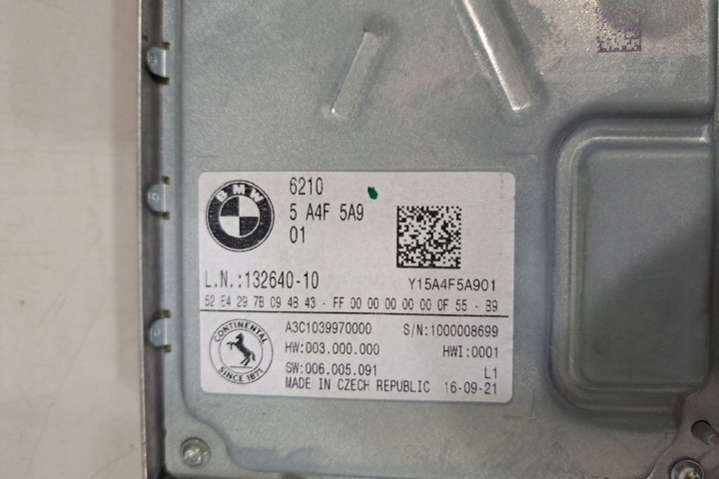 BMW
6210
5 A4F 5A9
01
L.N.:132640-10
Y15A4F5A901
52 E4 29 7B 09 4B 43 - FF 00 00 00 00 00 0F 55 - B9
CONTINENTAL
SINCE 1871
A3C1039970000
S/N:1000008699
HW:003.000.000
HWI:0001
SW:006.005.091
L1
MADE IN CZECH REPUBLIC
16-09-21